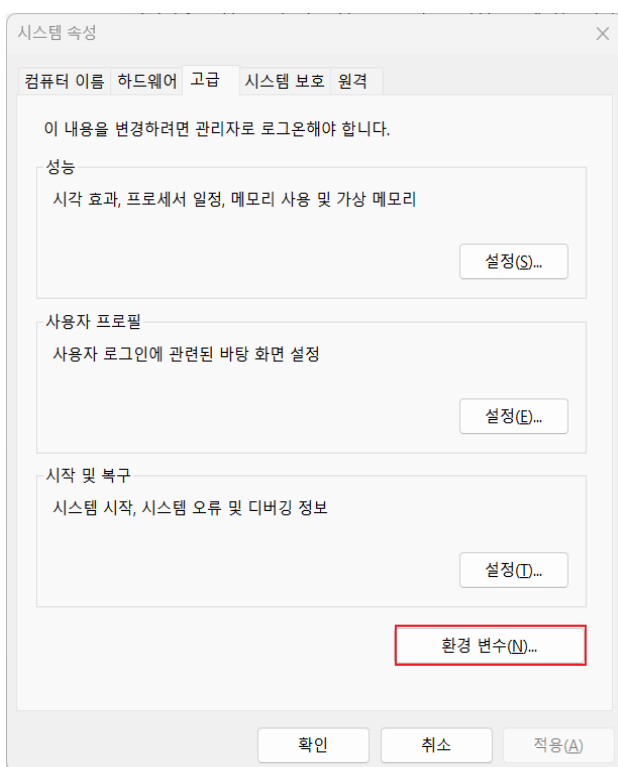 시스템 속성
컴퓨터 이름 하드웨어 고급 시스템 보호 원격
이 내용을 변경하려면 관리자로 로그온해야 합니다.
성능
시각 효과, 프로세서 일정, 메모리 사용 및 가상 메모리
설정(S)...
사용자 프로필
사용자 로그인에 관련된 바탕 화면 설정
설정(E)...
시작 및 복구
시스템 시작, 시스템 오류 및 디버깅 정보
설정(T)...
환경 변수(N)...
확인 취소 적용(A)